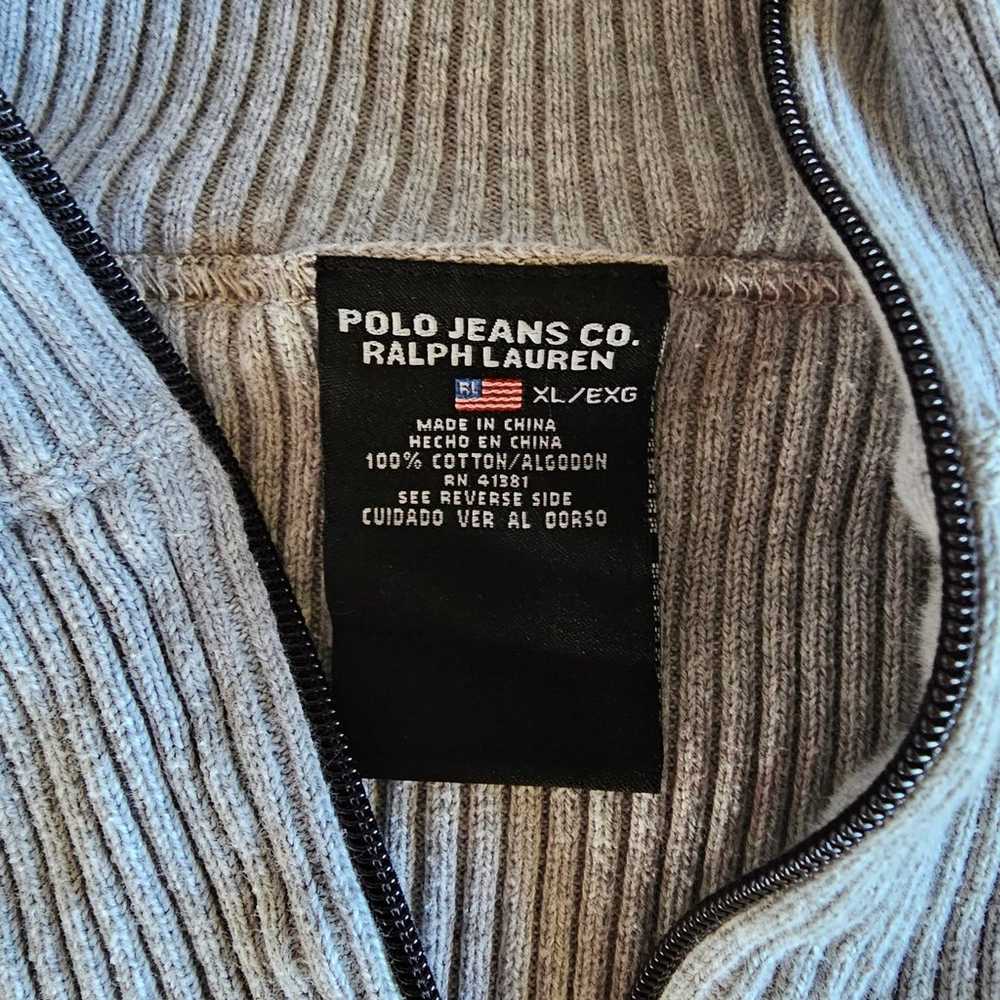 POLO JEANS CO.
RALPH LAUREN
RL XL/EXG
MADE IN CHINA
HECHO EN CHINA
100% COTTON/ALGODON
RN 41381
SEE REVERSE SIDE
CUIDADO VER AL DORSO